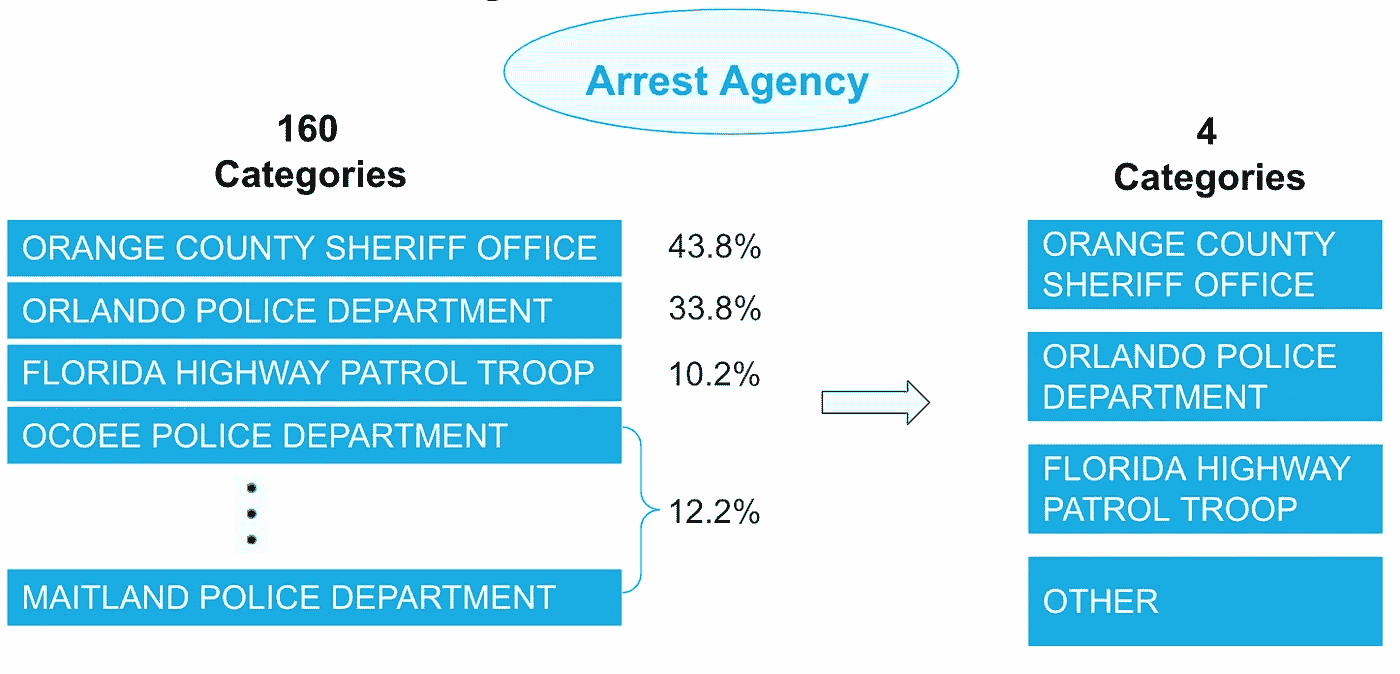 Arrest Agency
160
Categories
ORANGE COUNTY SHERIFF OFFICE
43.8%
ORLANDO POLICE DEPARTMENT
33.8%
FLORIDA HIGHWAY PATROL TROOP
10.2%
OCOEE POLICE DEPARTMENT
12.2%
MAITLAND POLICE DEPARTMENT
4
Categories
ORANGE COUNTY
SHERIFF OFFICE
ORLANDO POLICE
DEPARTMENT
FLORIDA HIGHWAY
PATROL TROOP
OTHER